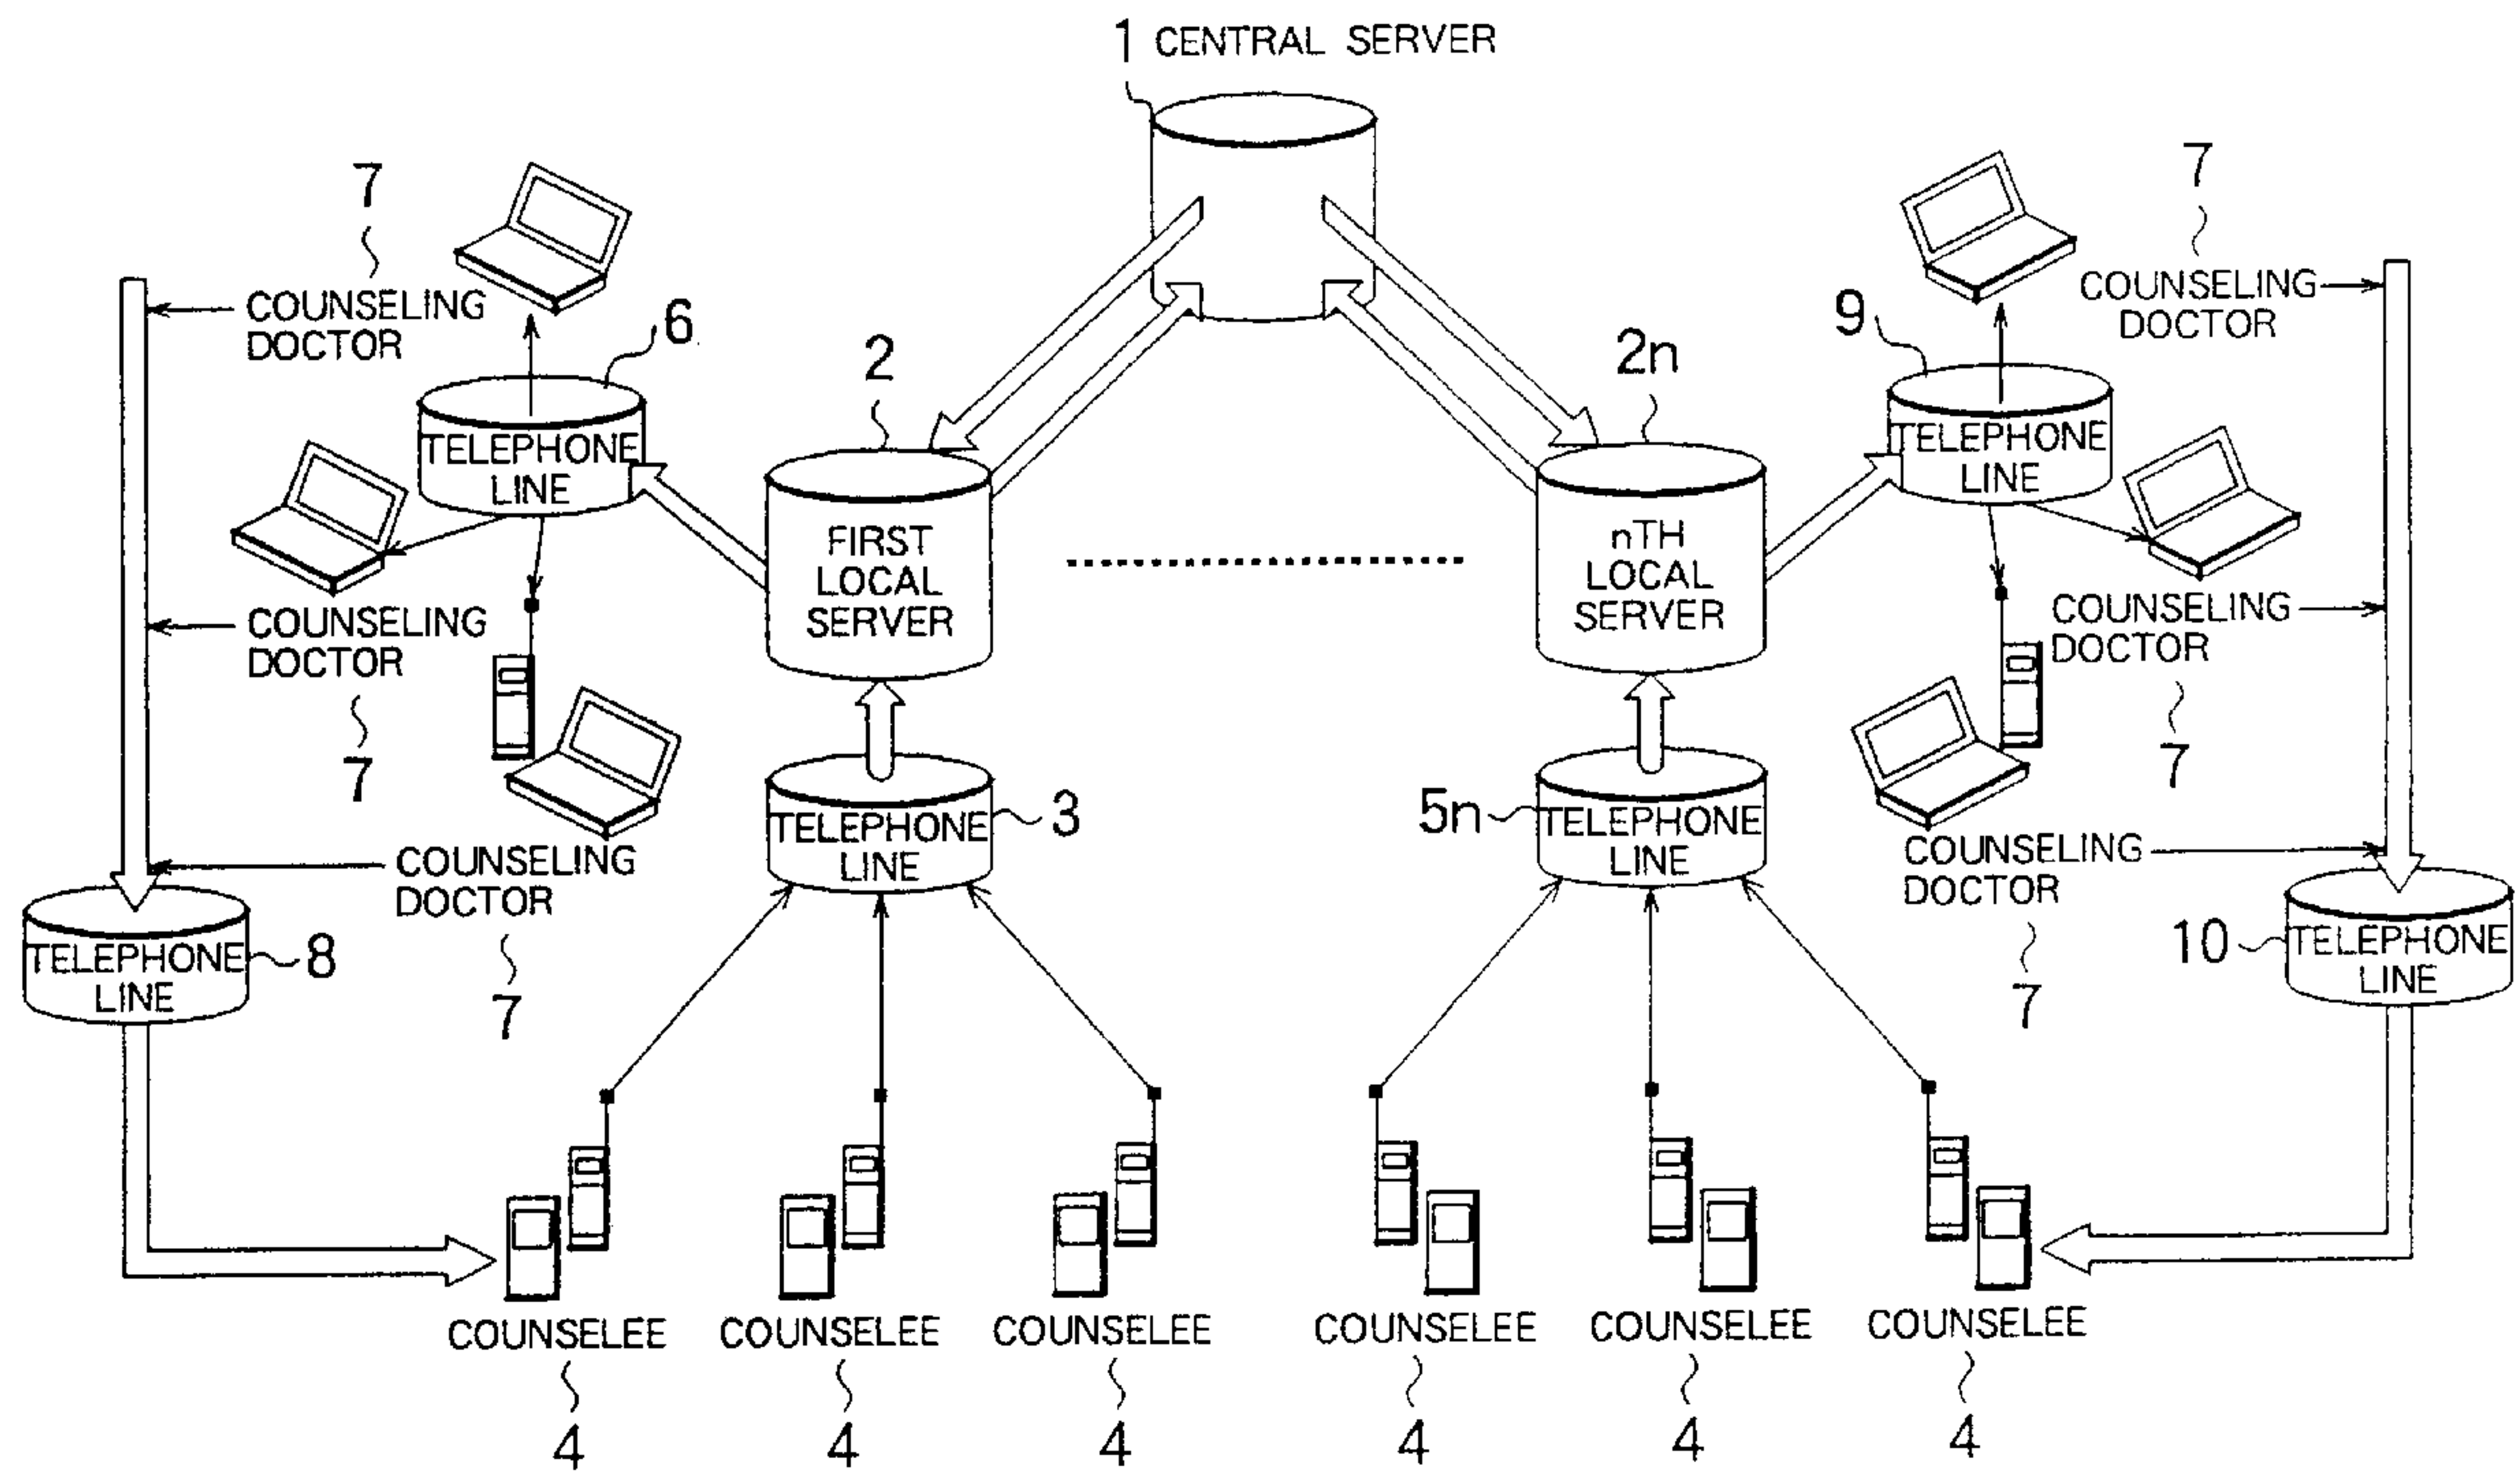 1 CENTRAL SERVER
7
7
COUNSELING
DOCTOR
COUNSELING
DOCTOR
6
9
2
2n
TELEPHONE
LINE
TELEPHONE
LINE
FIRST
LOCAL
SERVER
nTH
LOCAL
SERVER
COUNSELING
DOCTOR
7
COUNSELING
DOCTOR
7
TELEPHONE
LINE
3
5n
TELEPHONE
LINE
COUNSELING
DOCTOR
7
COUNSELING
DOCTOR
7
TELEPHONE
LINE
8
10
TELEPHONE
LINE
COUNSELEE
COUNSELEE
COUNSELEE
COUNSELEE
COUNSELEE
COUNSELEE
4
4
4
4
4
4